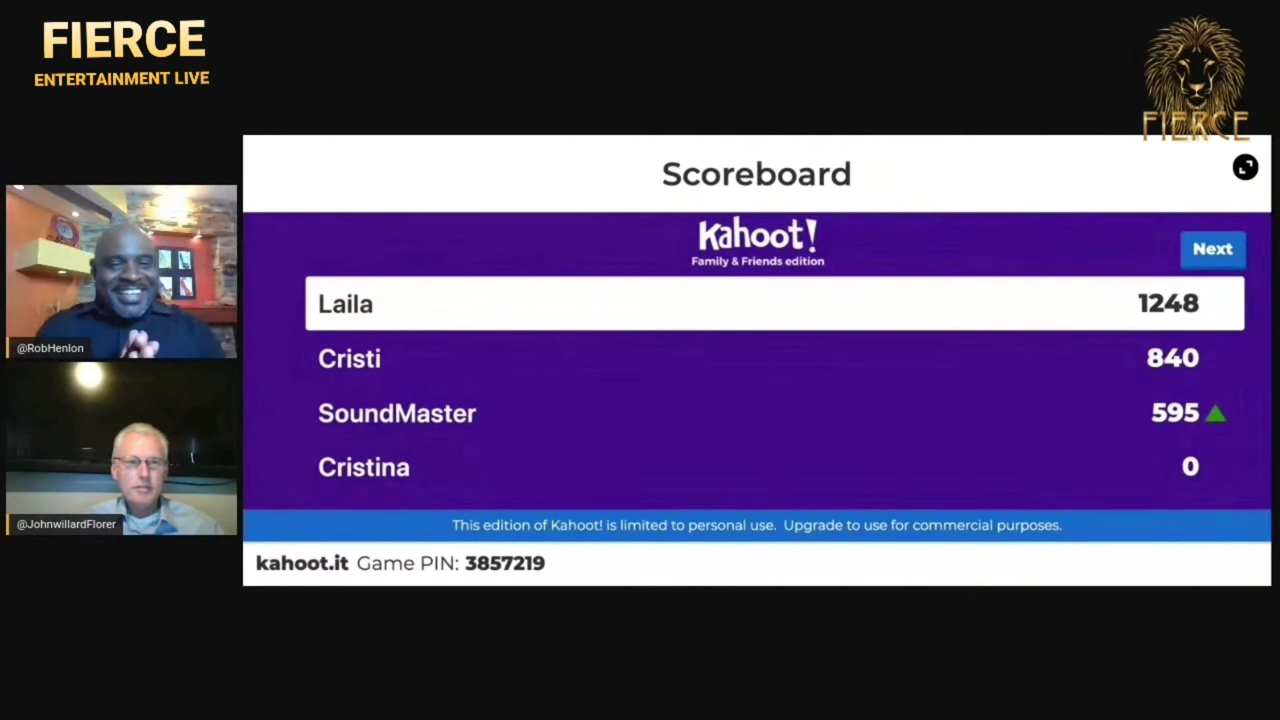 FIERCE
ENTERTAINMENT LIVE
FIERCE
Scoreboard
Kahoot!
Family & Friends edition
Next
Laila 1248
Cristi 840
SoundMaster 595
Cristina 0
This edition of Kahoot! is limited to personal use. Upgrade to use for commercial purposes.
kahoot.it Game PIN: 3857219
@RobHenlon
@JohnwillardFlorer